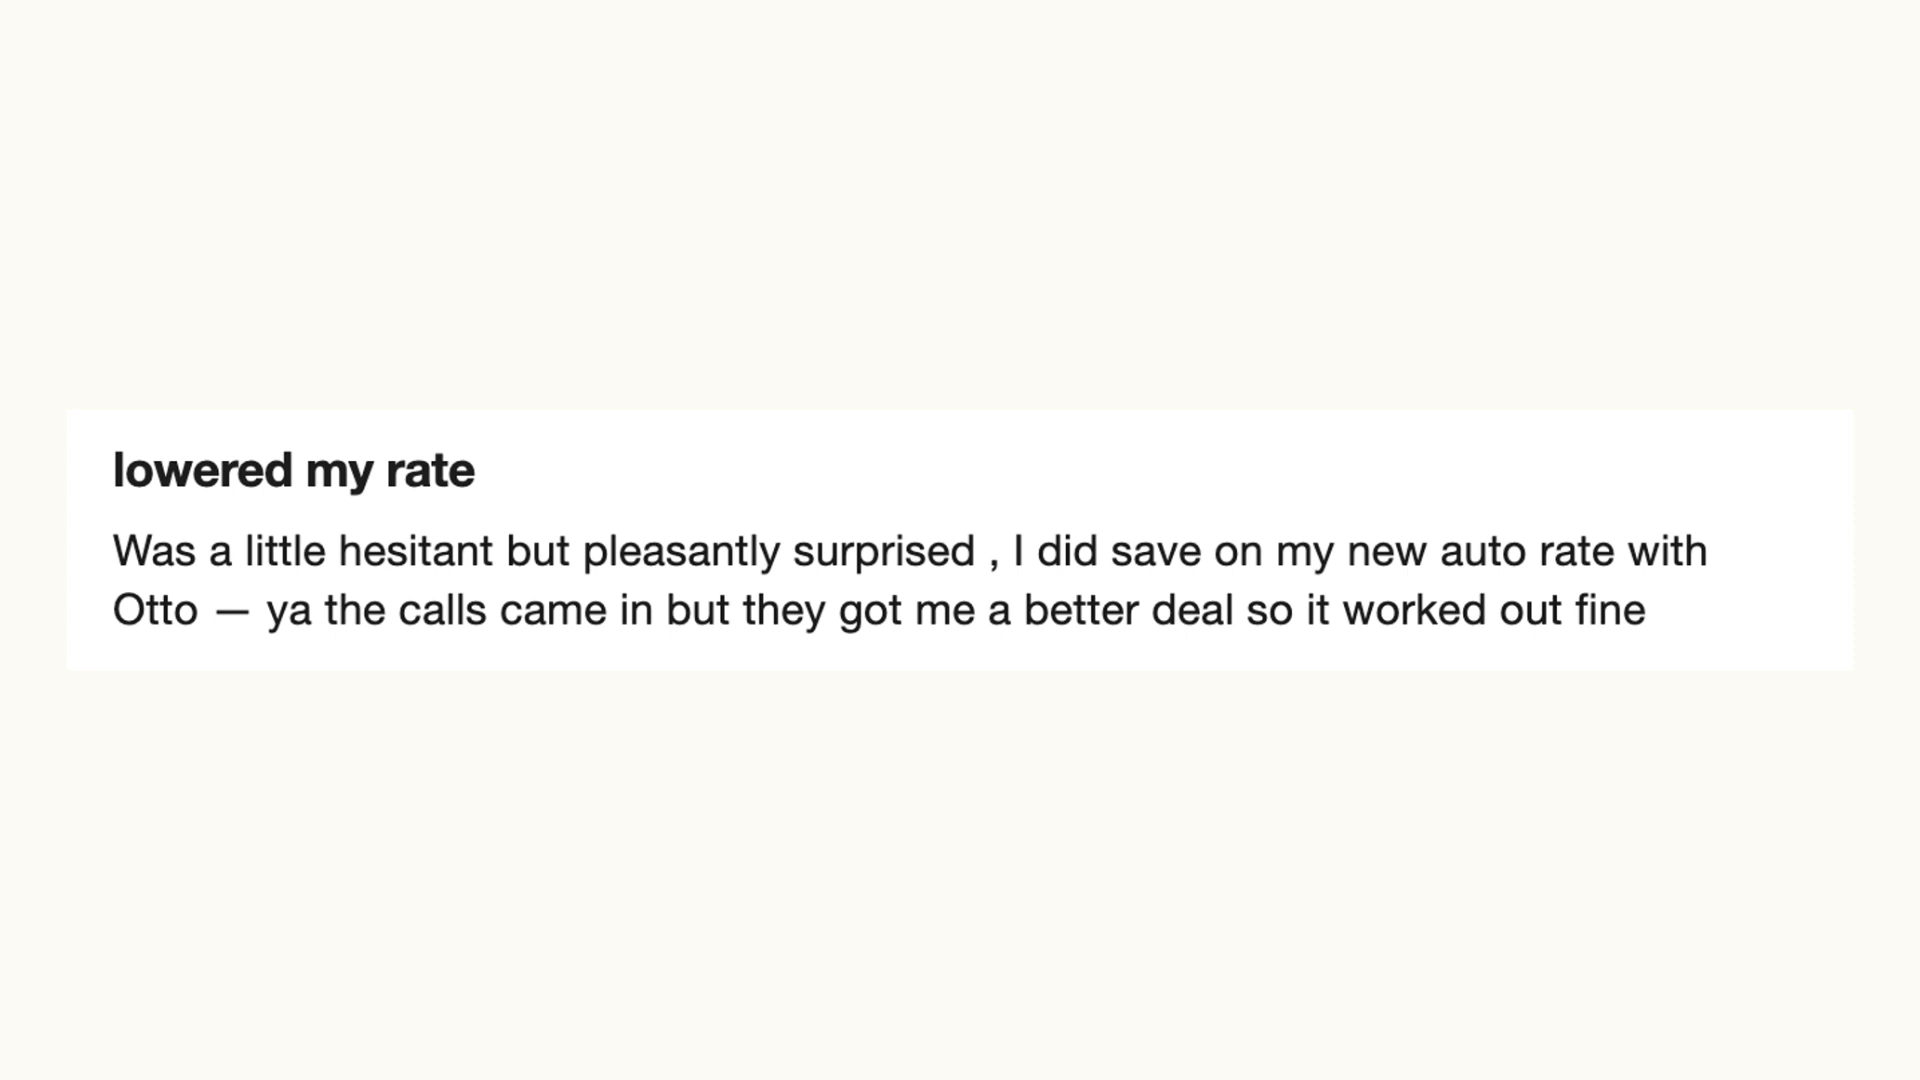 lowered my rate
Was a little hesitant but pleasantly surprised , I did save on my new auto rate with
Otto — ya the calls came in but they got me a better deal so it worked out fine